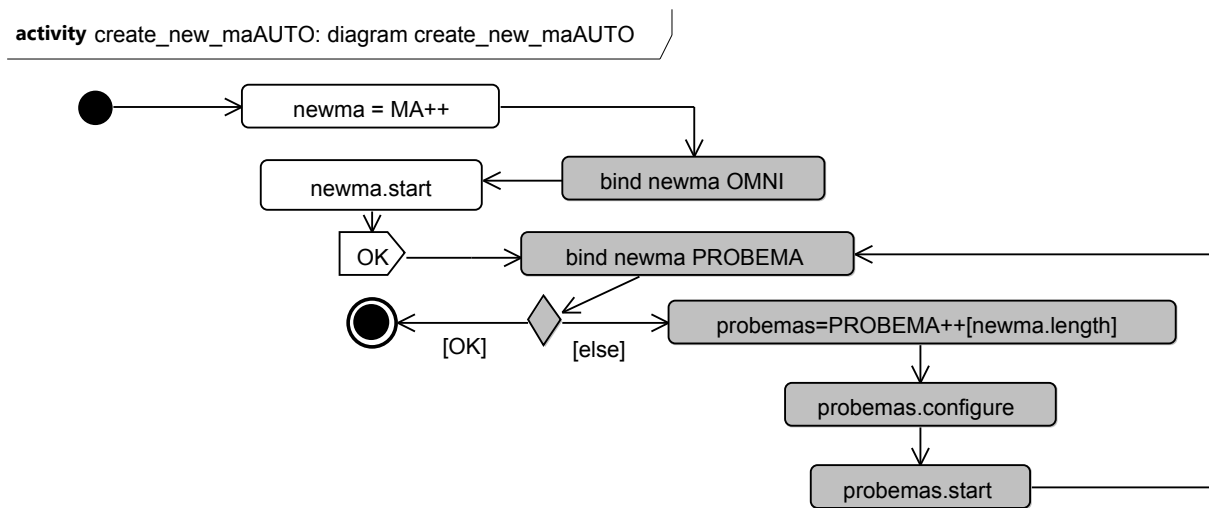 activity create_new_maAUTO: diagram create_new_maAUTO
newma = MA++
bind newma OMNI
newma.start
OK
bind newma PROBEMA
probemas=PROBEMA++[newma.length]
[OK]
[else]
probemas.configure
probemas.start